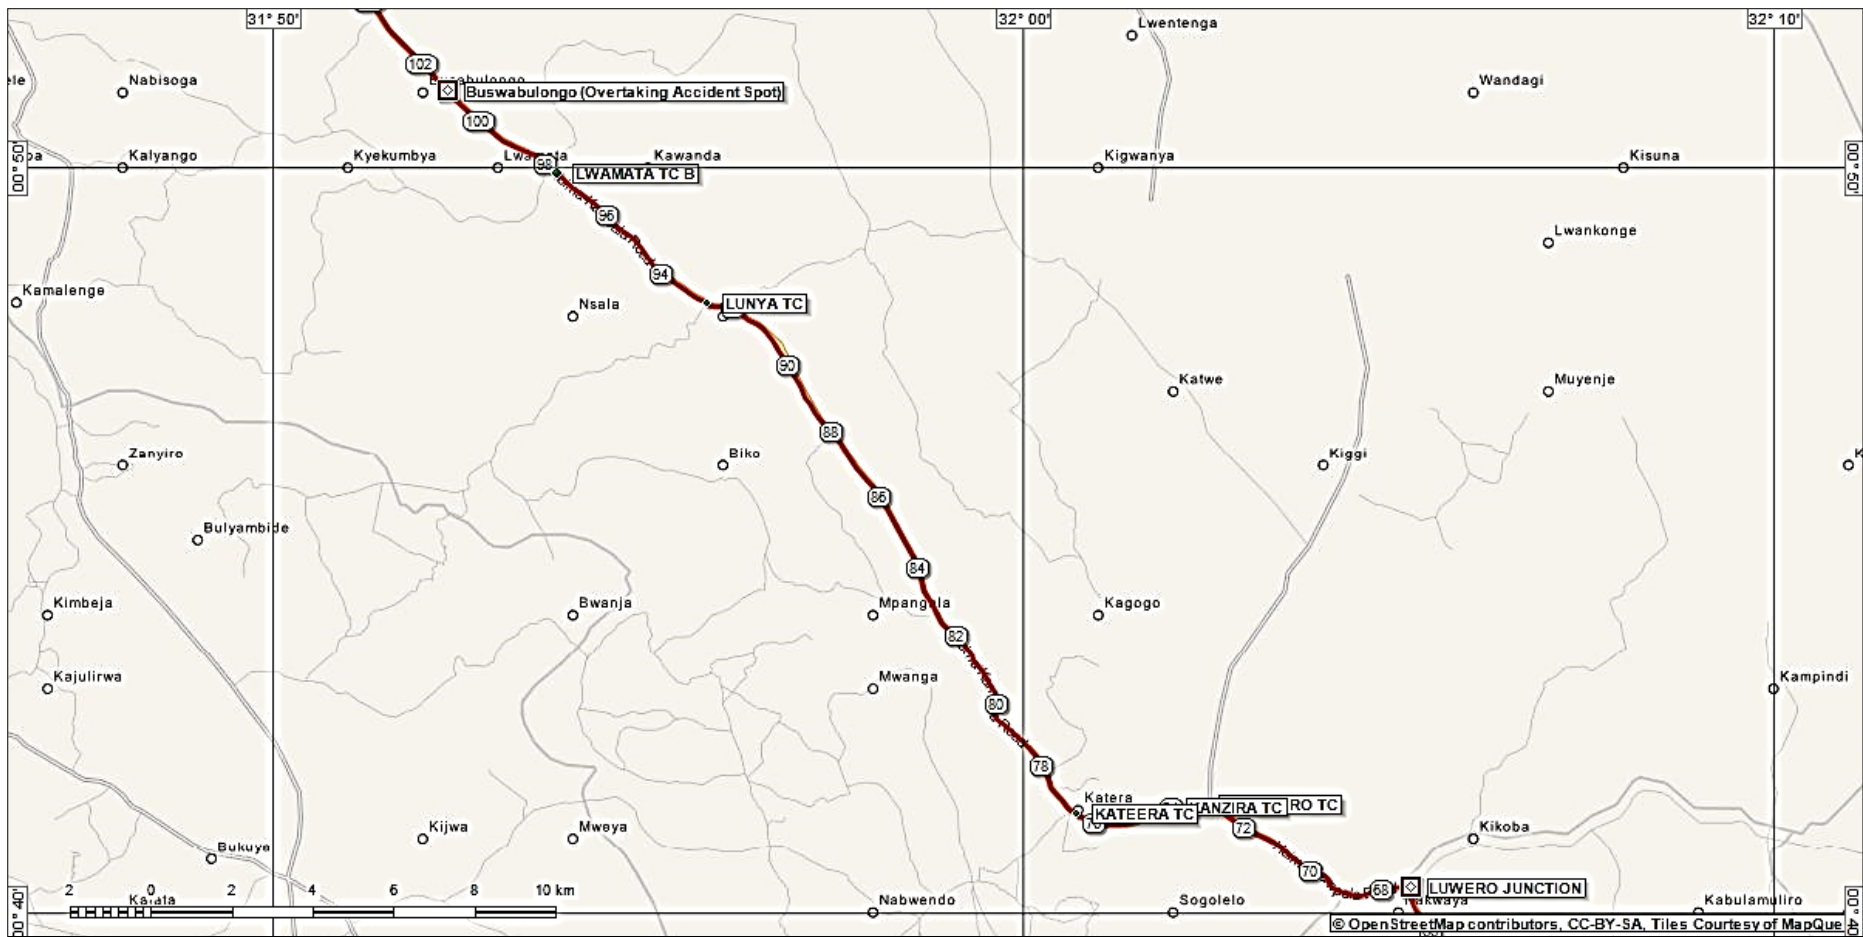 31° 50'
32° 00'
32° 10'
Lwentenga
102
Nabisoga
Wandagi
Buswabulongo (Overtaking Accident Spot)
100
00° 50'
Kalyango
Kyekumbya
98
Kawanda
Kigwanya
Kisuna
00° 50'
LWAMATA TC B
96
Lwankonge
94
Kamalenge
Nsala
LUNYA TC
90
Katwe
Muyenje
88
Zanyiro
Biko
Kiggi
86
Bulyambide
84
Kimbeja
Bwanja
Mpangala
Kagogo
82
Kajulirwa
Mwanga
Kampindi
80
Road
78
Katera
KATEERA TC
ANZIRA TC
RO TC
72
Kijwa
Mweya
Kikoba
Bukuya
70
68
LUWERO JUNCTION
2 0 2 4 6 8 10 km
00° 40'
Nabwendo
Sogolelo
Kabulamuliro
00° 40'
© OpenStreetMap contributors, CC-BY-SA, Tiles Courtesy of MapQue